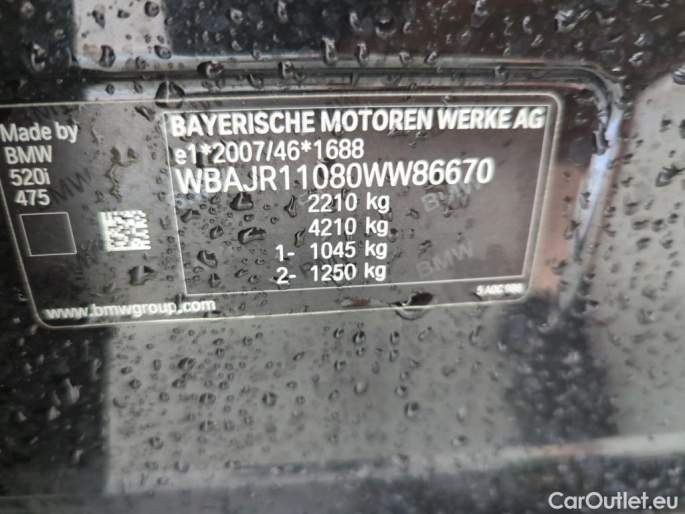 Made by
BMW
520i
475
BAYERISCHE MOTOREN WERKE AG
e1*2007/46*1688
WBAJR11080WW86670
2210 kg
4210 kg
1- 1045 kg
2- 1250 kg
www.bmwgroup.com
CarOutlet.eu